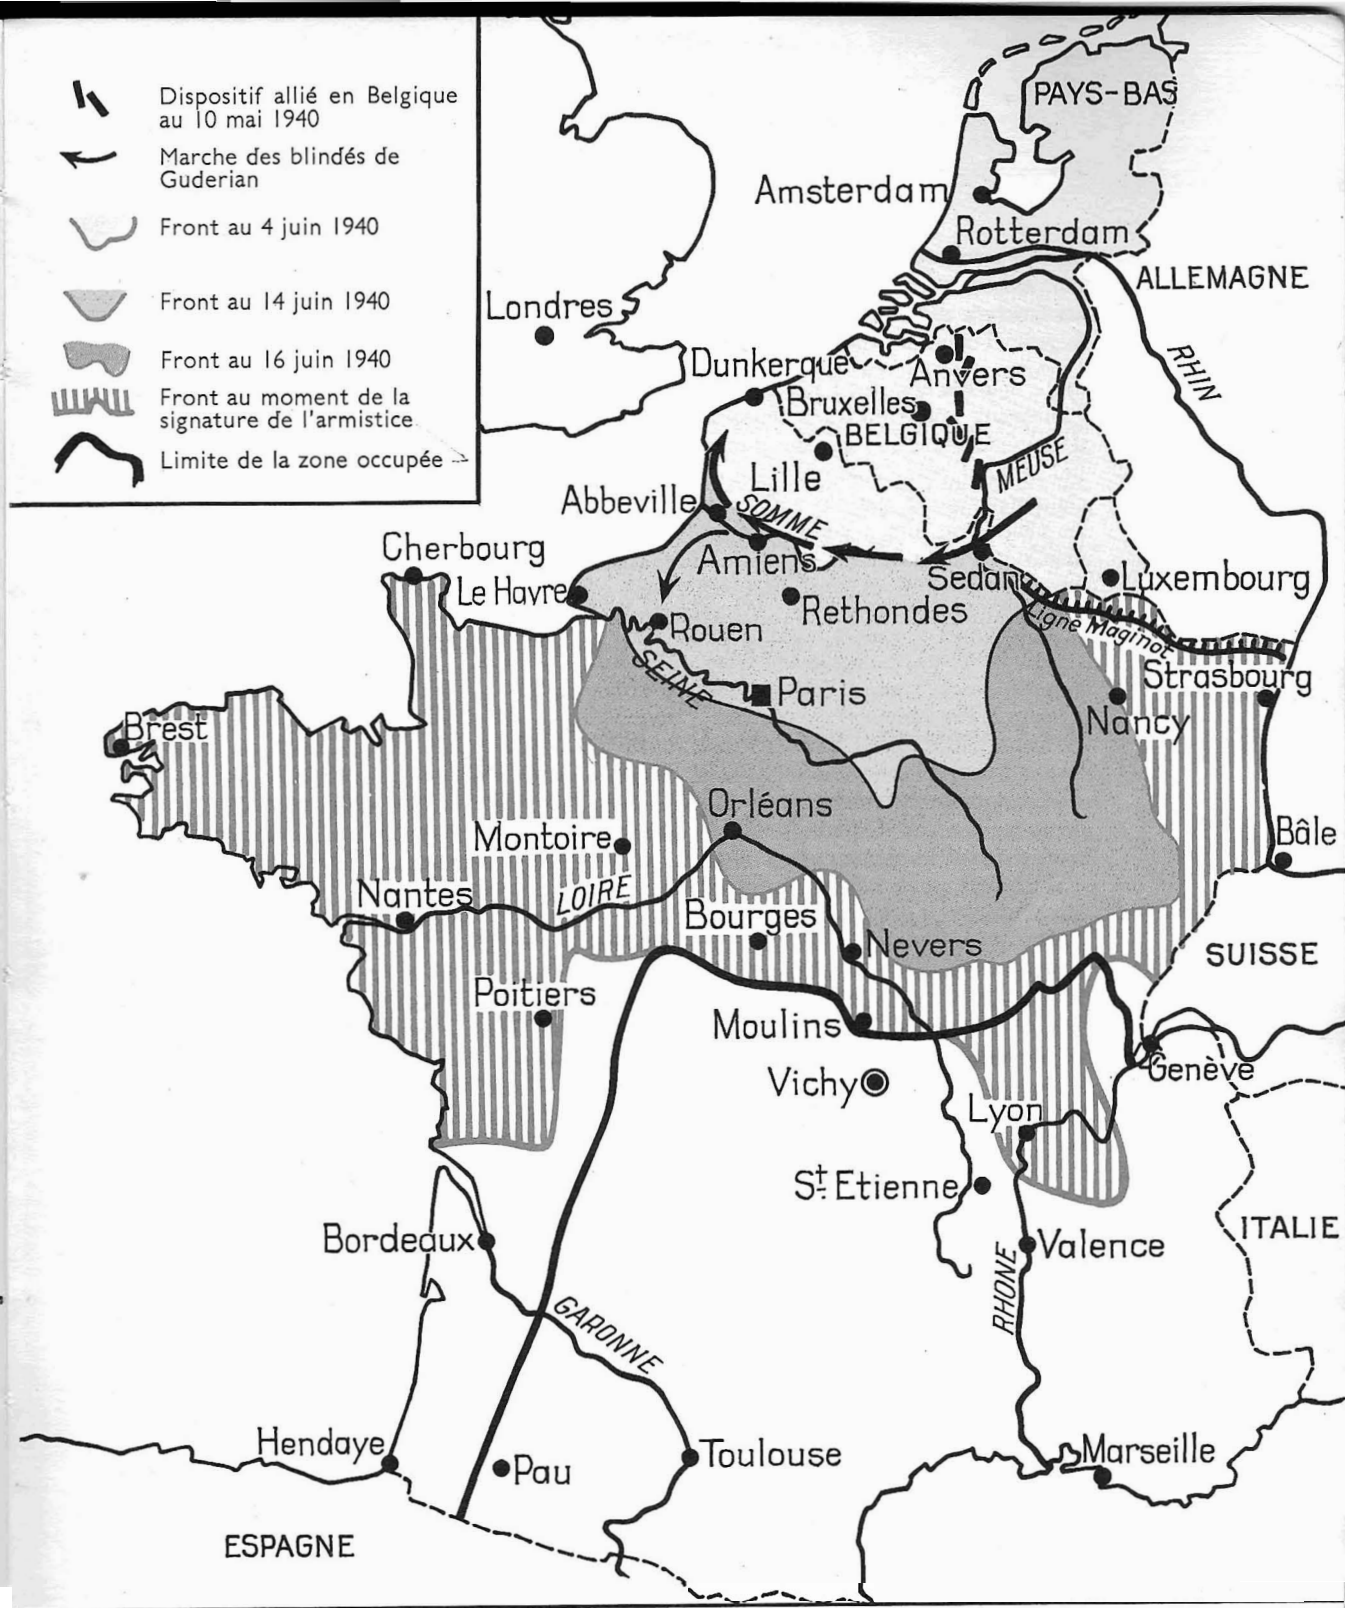 Dispositif allié en Belgique
au 10 mai 1940
Marche des blindés de
Guderian
Front au 4 juin 1940
Front au 14 juin 1940
Front au 16 juin 1940
Front au moment de la
signature de l'armistice
Limite de la zone occupée
PAYS-BAS
Amsterdam
Rotterdam
ALLEMAGNE
Londres
RHIN
Dunkerque
Anvers
Bruxelles
BELGIQUE
MEUSE
Lille
Abbeville
SOMME
Cherbourg
Amiens
Sedan
Luxembourg
Le Havre
Rethondes
Ligne Maginot
Rouen
SEINE
Paris
Strasbourg
Nancy
Brest
Orléans
Montoire
Bâle
Nantes
LOIRE
Bourges
Nevers
SUISSE
Poitiers
Moulins
Vichy
Genève
Lyon
St Etienne
ITALIE
Bordeaux
Valence
RHONE
GARONNE
Hendaye
Pau
Toulouse
Marseille
ESPAGNE